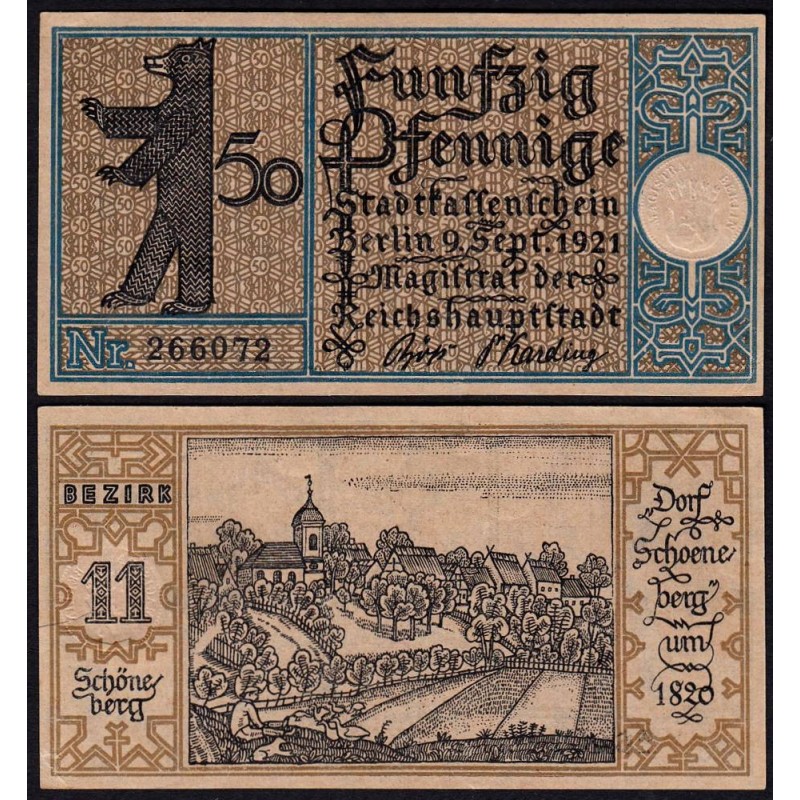 50
Funfzig
Pfennige
Stadtkassenschein
Berlin 9. Sept. 1921
Magistrat der
Reichshauptstadt
Nr. 266072
BEZIRK
11
Schöne-
berg
„Dorf
Schoene-
berg"
um
1820